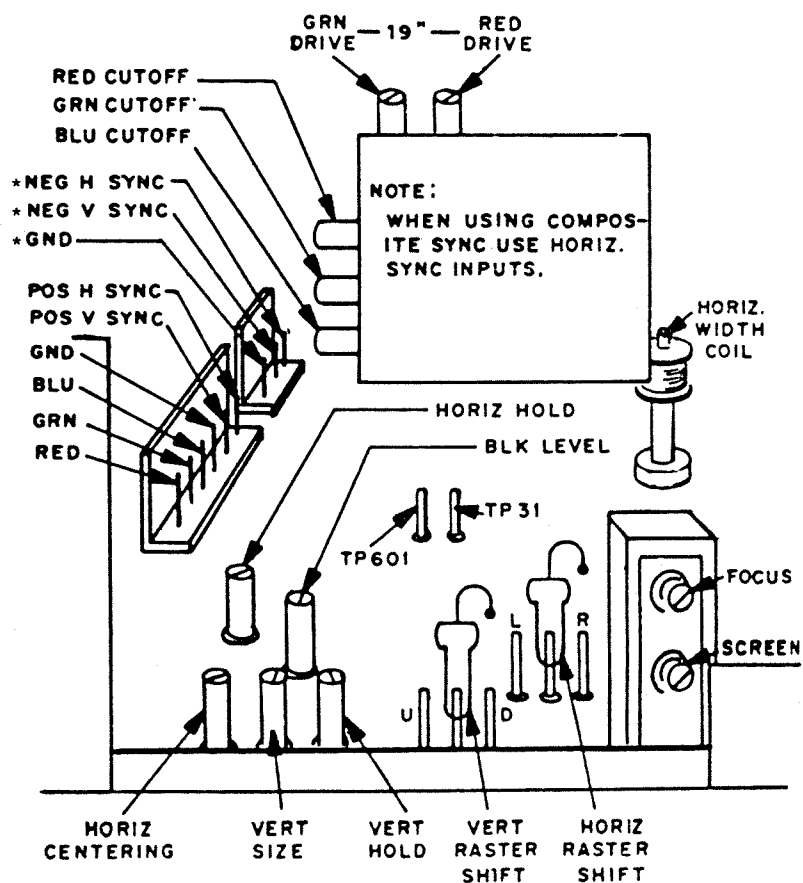 GRN
DRIVE
19"
RED
DRIVE
RED CUTOFF
GRN CUTOFF
BLU CUTOFF
*NEG H SYNC
*NEG V SYNC
*GND
NOTE:
WHEN USING COMPOS-
ITE SYNC USE HORIZ.
SYNC INPUTS.
POS H SYNC
POS V SYNC
GND
BLU
GRN
RED
HORIZ.
WIDTH
COIL
HORIZ HOLD
BLK LEVEL
TP601
TP31
FOCUS
L
R
SCREEN
U
D
HORIZ
CENTERING
VERT
SIZE
VERT
HOLD
VERT
RASTER
SHIFT
HORIZ
RASTER
SHIFT